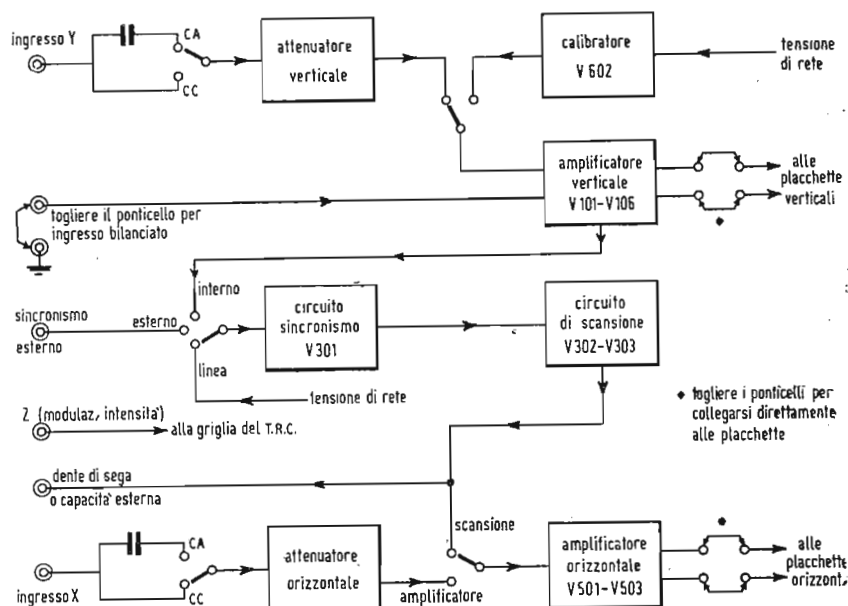 ingresso Y
CA
CC
attenuatore
verticale
calibratore
V 602
tensione
di rete
amplificatore
verticale
V101-V106
alle
placchette
verticali
togliere il ponticello per
ingresso bilanciato
interno
sincronismo
esterno
esterno
linea
circuito
sincronismo
V301
circuito
di scansione
V302-V303
tensione di rete
Z (modulaz, intensità)
alla griglia del T.R.C.
• togliere i ponticelli per
collegarsi direttamente
alle placchette
dente di sega
o capacità esterna
ingresso X
CA
CC
attenuatore
orizzontale
scansione
amplificatore
amplificatore
orizzontale
V501-V503
alle
placchette
orizzont.